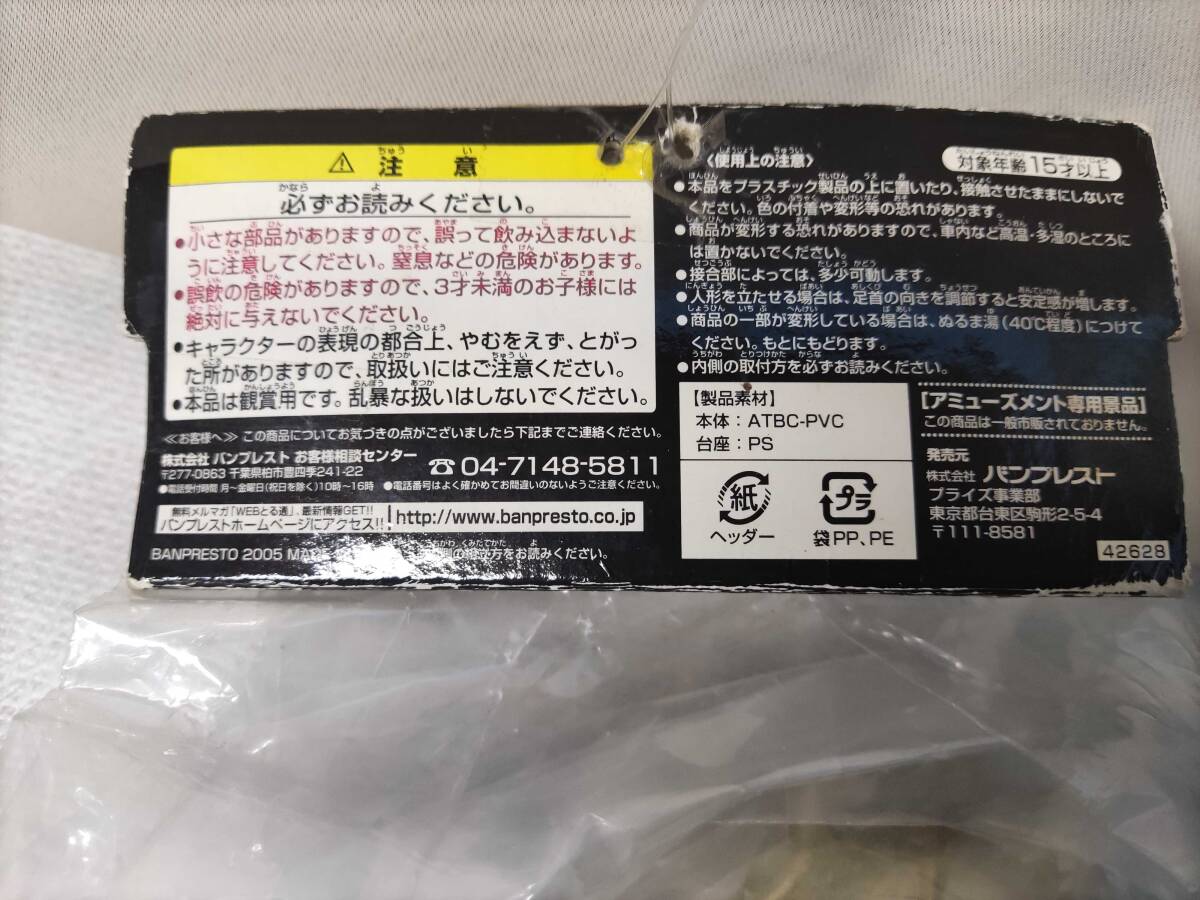 ⚠ 注意
必ずお読みください。
●小さな部品がありますので、誤って飲み込まないよ
うに注意してください。窒息などの危険があります。
●誤飲の危険がありますので、3才未満のお子様には
絶対に与えないでください。
●キャラクターの表現の都合上、やむをえず、とがっ
た所がありますので、取扱いにはご注意ください。
●本品は観賞用です。乱暴な扱いはしないでください。
≪お客様へ≫ この商品についてお気づきの点がございましたら下記までご連絡ください。
株式会社 バンプレスト お客様相談センター
〒277-0863 千葉県柏市豊四季241-22
☎04-7148-5811
●電話受付時間 月～金曜日(祝日を除く)10時～16時 ●電話番号はよく確かめてお間違いのないようご注意ください。
無料メルマガ「WEBとる通」、最新情報GET!!
バンプレストホームページにアクセス!!
http://www.banpresto.co.jp
BANPRESTO 2005
の組立方をお読みください。
〈使用上の注意〉
対象年齢15才以上
●本品をプラスチック製品の上に置いたり、接触させたままにしないで
ください。色の付着や変形等の恐れがあります。
●商品が変形する恐れがありますので、車内など高温・多湿のところに
は置かないでください。
●接合部によっては、多少可動します。
●人形を立たせる場合は、足首の向きを調節すると安定感が増します。
●商品の一部が変形している場合は、ぬるま湯(40℃程度)につけて
ください。もとにもどります。
●内側の取付方を必ずお読みください。
【製品素材】
本体：ATBC-PVC
台座：PS
紙
ヘッダー
プラ
袋PP、PE
【アミューズメント専用景品】
この商品は一般市販されておりません。
発売元
株式会社 バンプレスト
プライズ事業部
東京都台東区駒形2-5-4
〒111-8581
42628